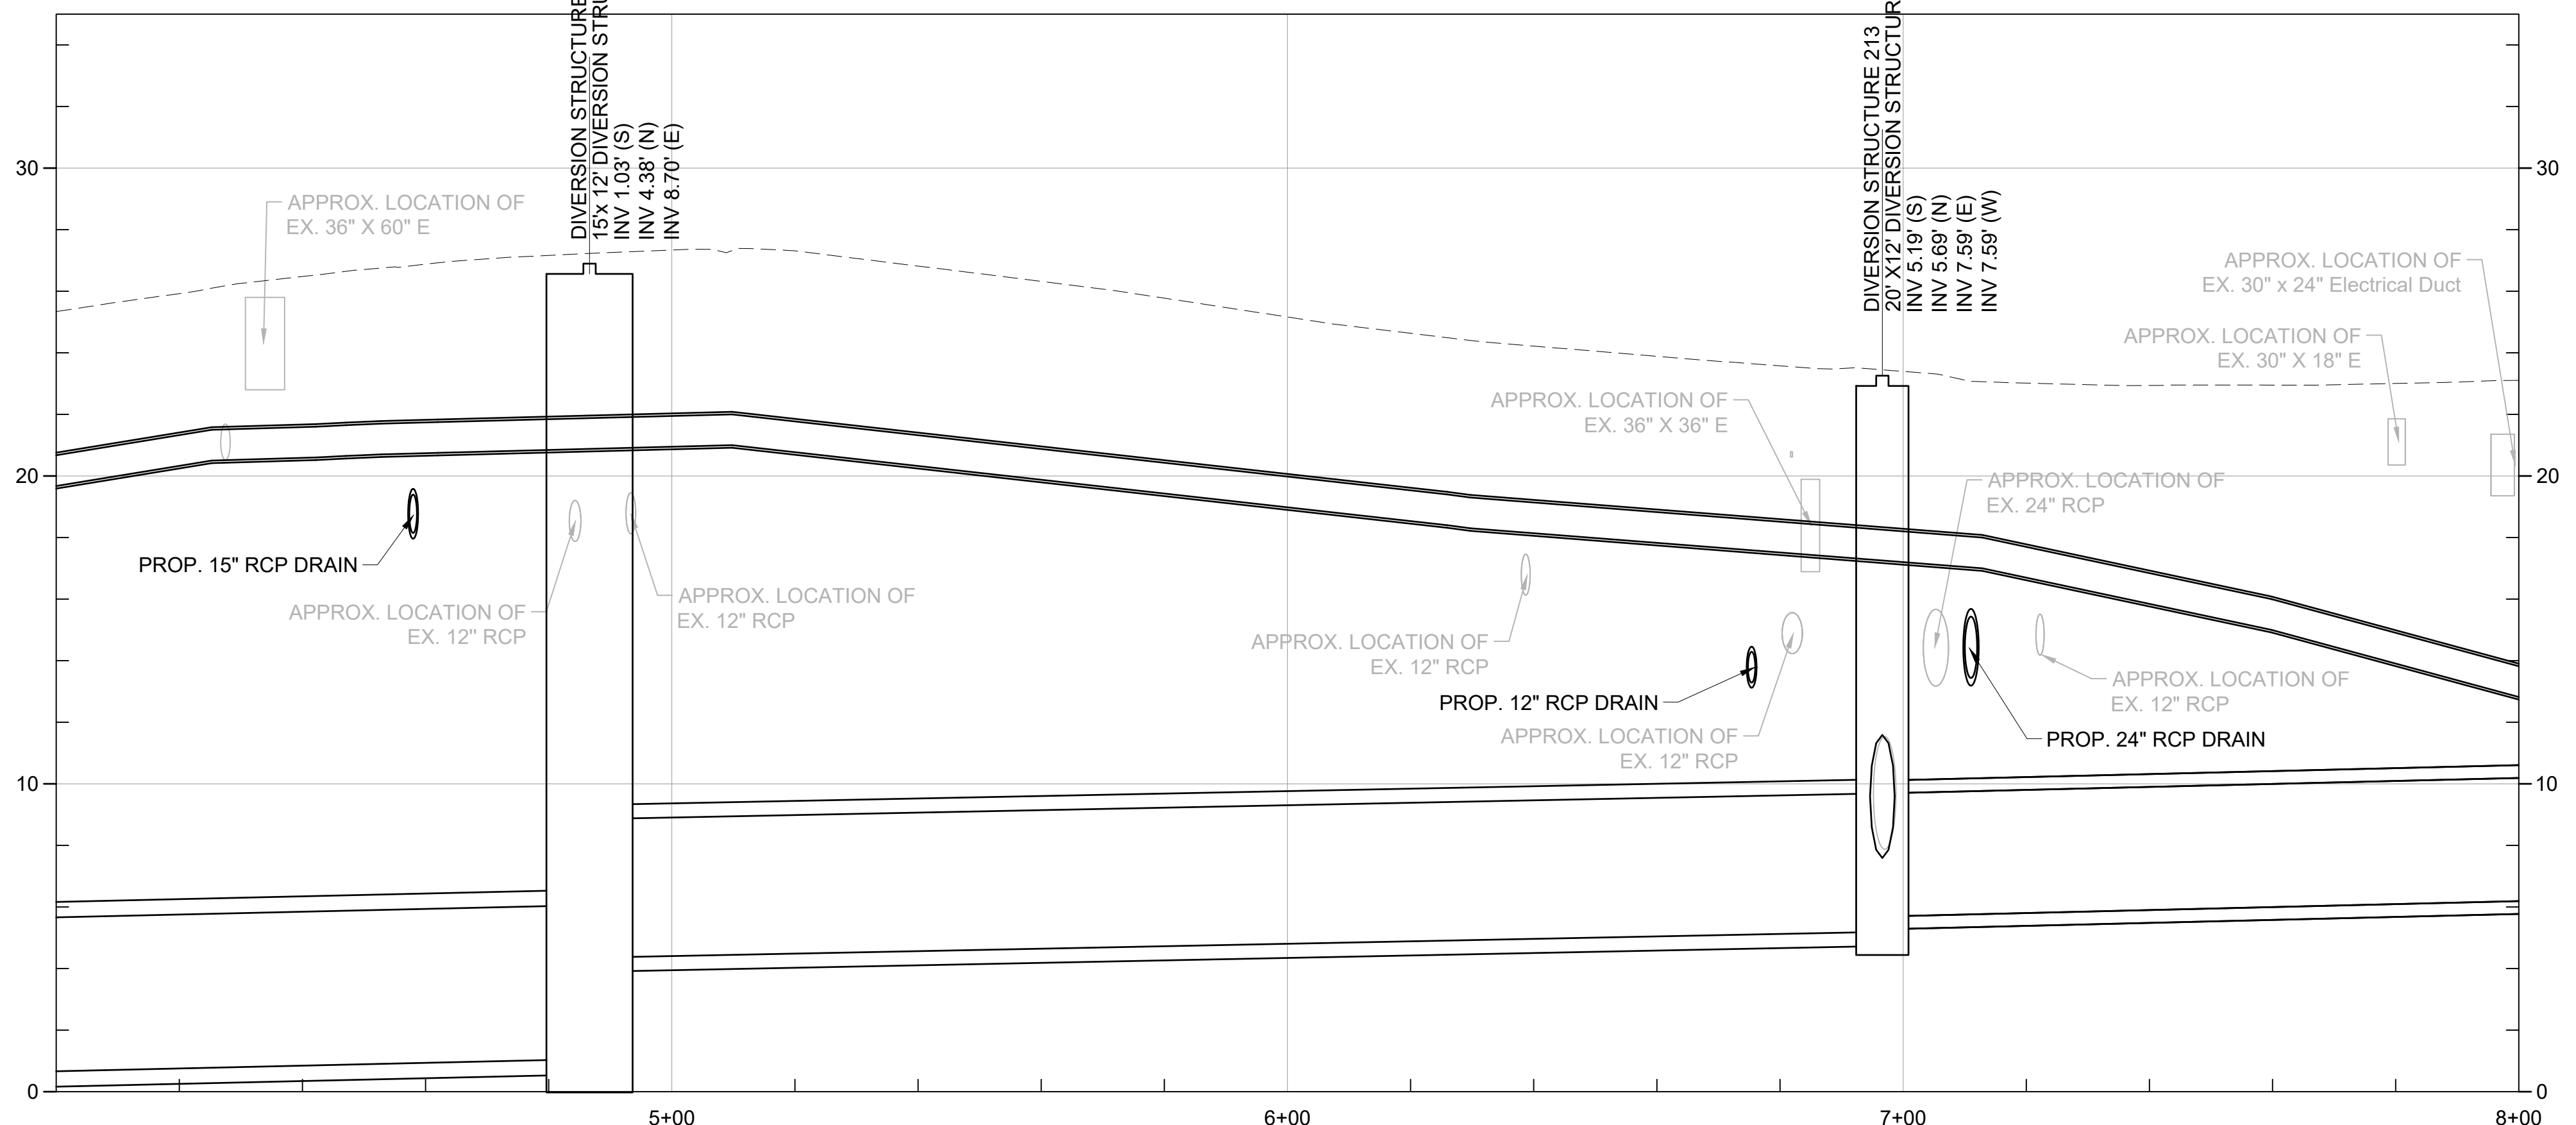 DIVERSION STRUCTURE
15'x 12' DIVERSION
INV 1.03' (S)
INV 4.38' (N)
INV 8.70' (E)
DIVERSION STRUCTURE 213
20' X12' DIVERSION
INV 5.19' (S)
INV 5.69' (N)
INV 7.59' (E)
INV 7.59' (W)
30
30
APPROX. LOCATION OF
EX. 36" X 60" E
APPROX. LOCATION OF
EX. 30" x 24" Electrical Duct
APPROX. LOCATION OF
EX. 30" X 18" E
APPROX. LOCATION OF
EX. 36" X 36" E
20
20
APPROX. LOCATION OF
EX. 24" RCP
PROP. 15" RCP DRAIN
APPROX. LOCATION OF
EX. 12" RCP
APPROX. LOCATION OF
EX. 12" RCP
APPROX. LOCATION OF
EX. 12" RCP
PROP. 12" RCP DRAIN
APPROX. LOCATION OF
EX. 12" RCP
APPROX. LOCATION OF
EX. 12" RCP
PROP. 24" RCP DRAIN
10
10
0
0
5+00
6+00
7+00
8+00